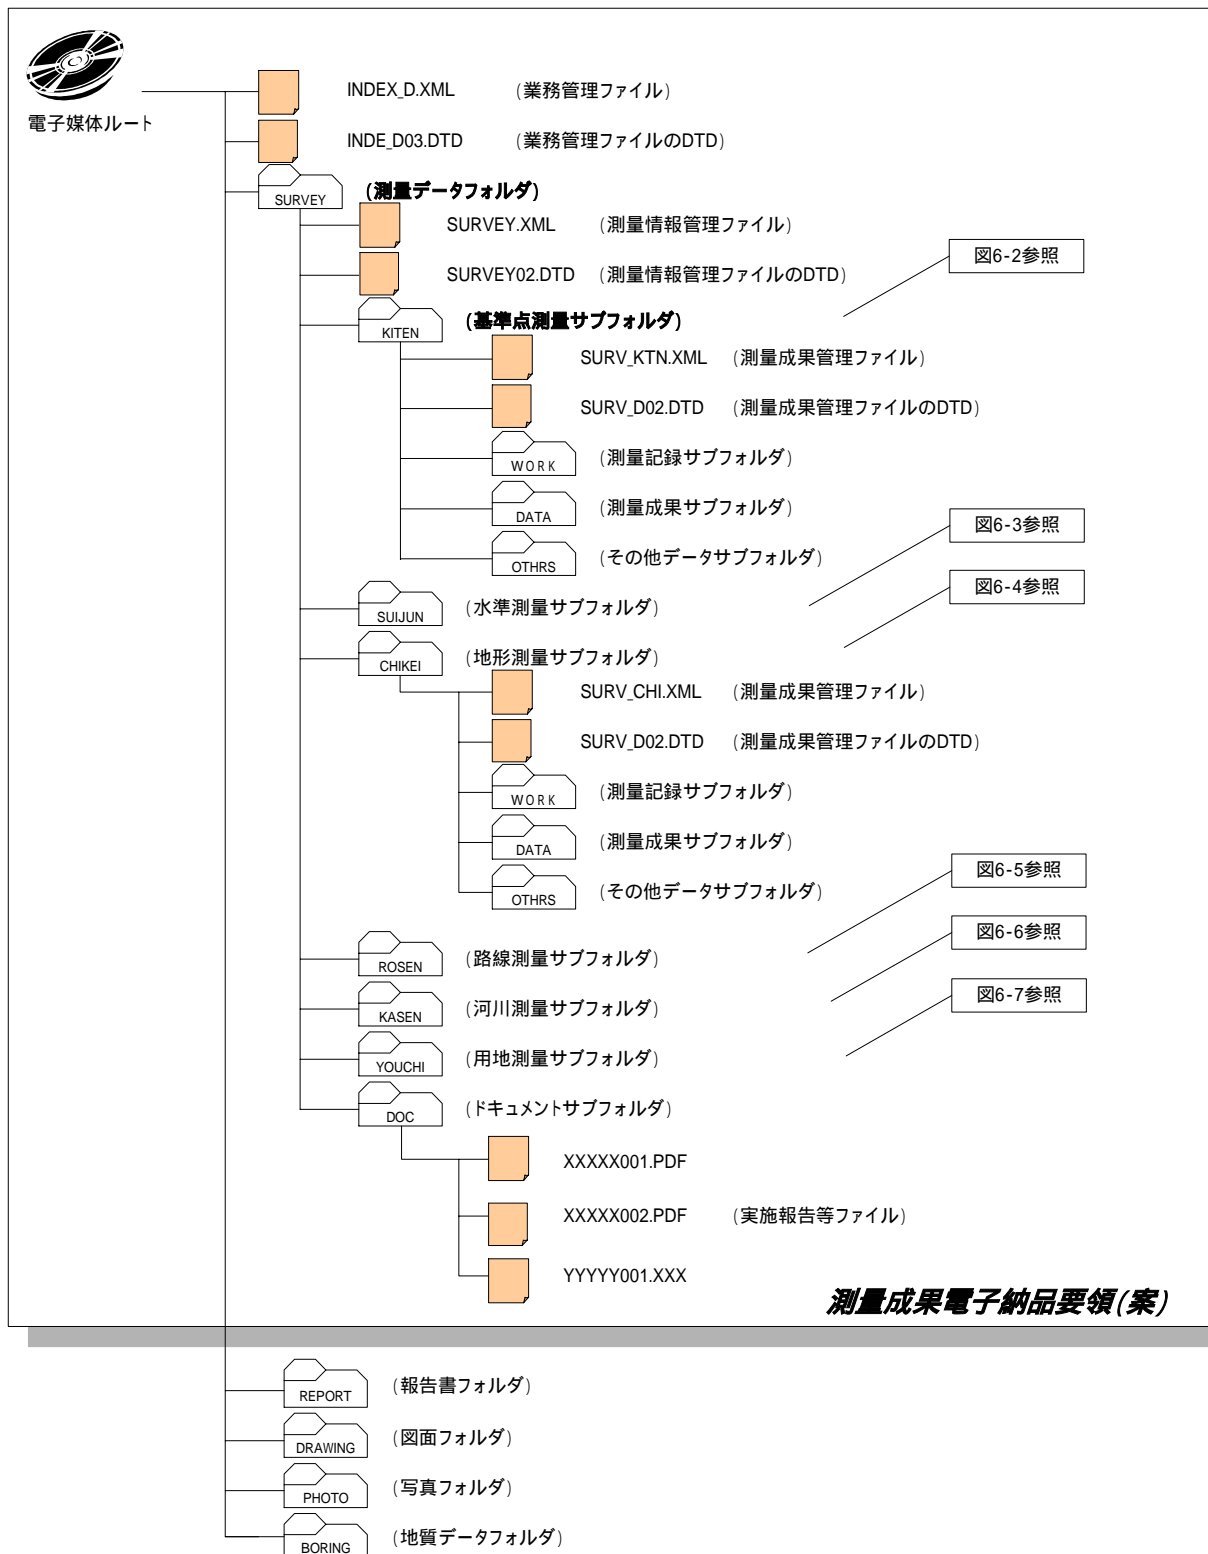 電子媒体ルート
INDEX_D.XML (業務管理ファイル)
INDE_D03.DTD (業務管理ファイルのDTD)
SURVEY (測量データフォルダ)
SURVEY.XML (測量情報管理ファイル)
SURVEY02.DTD (測量情報管理ファイルのDTD)
図6-2参照
KITEN (基準点測量サブフォルダ)
SURV_KTN.XML (測量成果管理ファイル)
SURV_D02.DTD (測量成果管理ファイルのDTD)
WORK (測量記録サブフォルダ)
DATA (測量成果サブフォルダ)
図6-3参照
OTHRS (その他データサブフォルダ)
図6-4参照
SUIJUN (水準測量サブフォルダ)
CHIKEI (地形測量サブフォルダ)
SURV_CHI.XML (測量成果管理ファイル)
SURV_D02.DTD (測量成果管理ファイルのDTD)
WORK (測量記録サブフォルダ)
DATA (測量成果サブフォルダ)
図6-5参照
OTHRS (その他データサブフォルダ)
図6-6参照
ROSEN (路線測量サブフォルダ)
図6-7参照
KASEN (河川測量サブフォルダ)
YOUCHI (用地測量サブフォルダ)
DOC (ドキュメントサブフォルダ)
XXXXX001.PDF
XXXXX002.PDF (実施報告等ファイル)
YYYYY001.XXX
測量成果電子納品要領(案)
REPORT (報告書フォルダ)
DRAWING (図面フォルダ)
PHOTO (写真フォルダ)
BORING (地質データフォルダ)